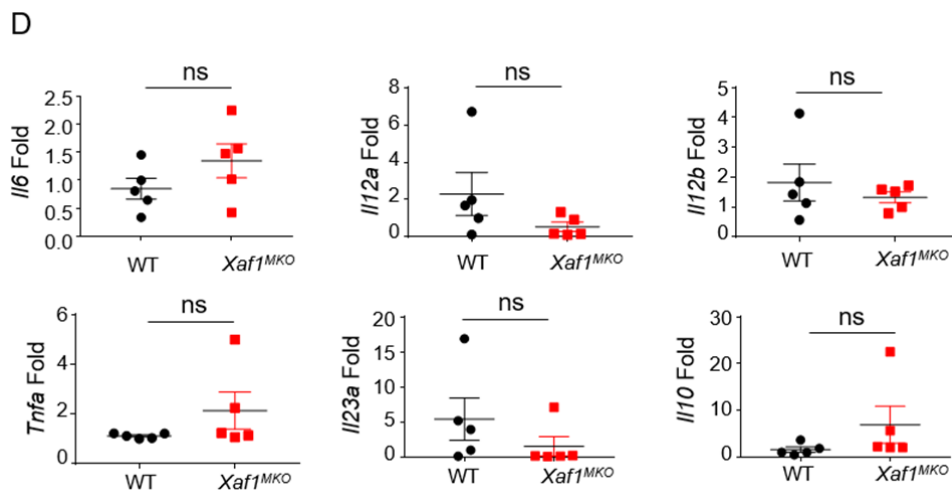 D
ns
Il6 Fold
2.5
2.0
1.5
1.0
0.5
0.0
WT
Xaf1MKO
ns
Il12a Fold
8
6
4
2
0
WT
Xaf1MKO
ns
Il12b Fold
5
4
3
2
1
0
WT
Xaf1MKO
ns
Tnfa Fold
6
4
2
0
WT
Xaf1MKO
ns
Il23a Fold
20
15
10
5
0
WT
Xaf1MKO
ns
Il10 Fold
30
20
10
0
WT
Xaf1MKO